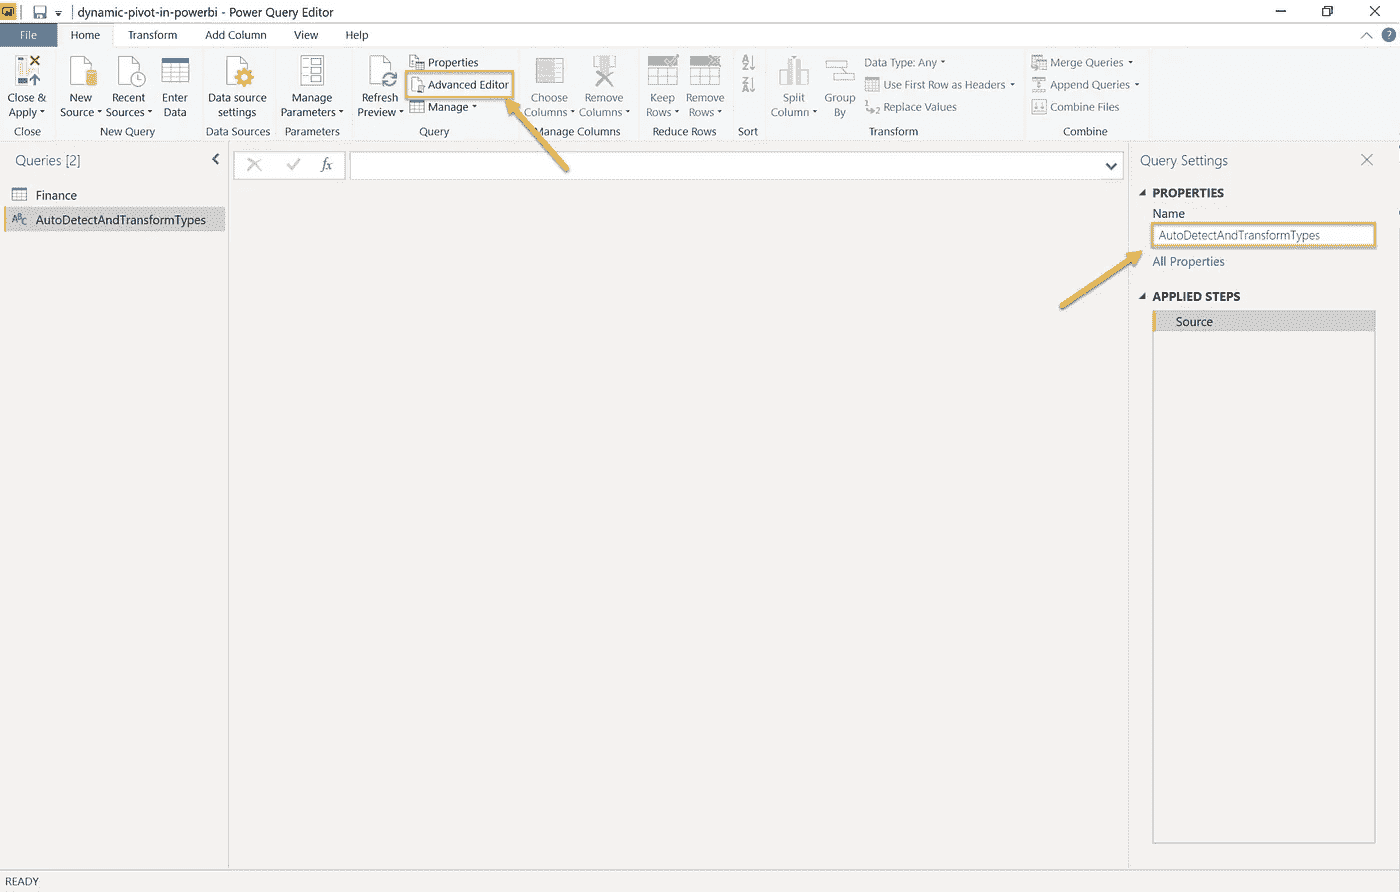 dynamic-pivot-in-powerbi - Power Query Editor
File Home Transform Add Column View Help
Close & Apply
Close
New Source
Recent Sources
Enter Data
New Query
Data source settings
Data Sources
Manage Parameters
Parameters
Refresh Preview
Properties
Advanced Editor
Manage
Query
Choose Columns
Remove Columns
Manage Columns
Keep Rows
Remove Rows
Reduce Rows
Sort
Split Column
Group By
Data Type: Any
Use First Row as Headers
Replace Values
Transform
Merge Queries
Append Queries
Combine Files
Combine
Queries [2]
Finance
ABC AutoDetectAndTransformTypes
fx
Query Settings
PROPERTIES
Name
AutoDetectAndTransformTypes
All Properties
APPLIED STEPS
Source
READY